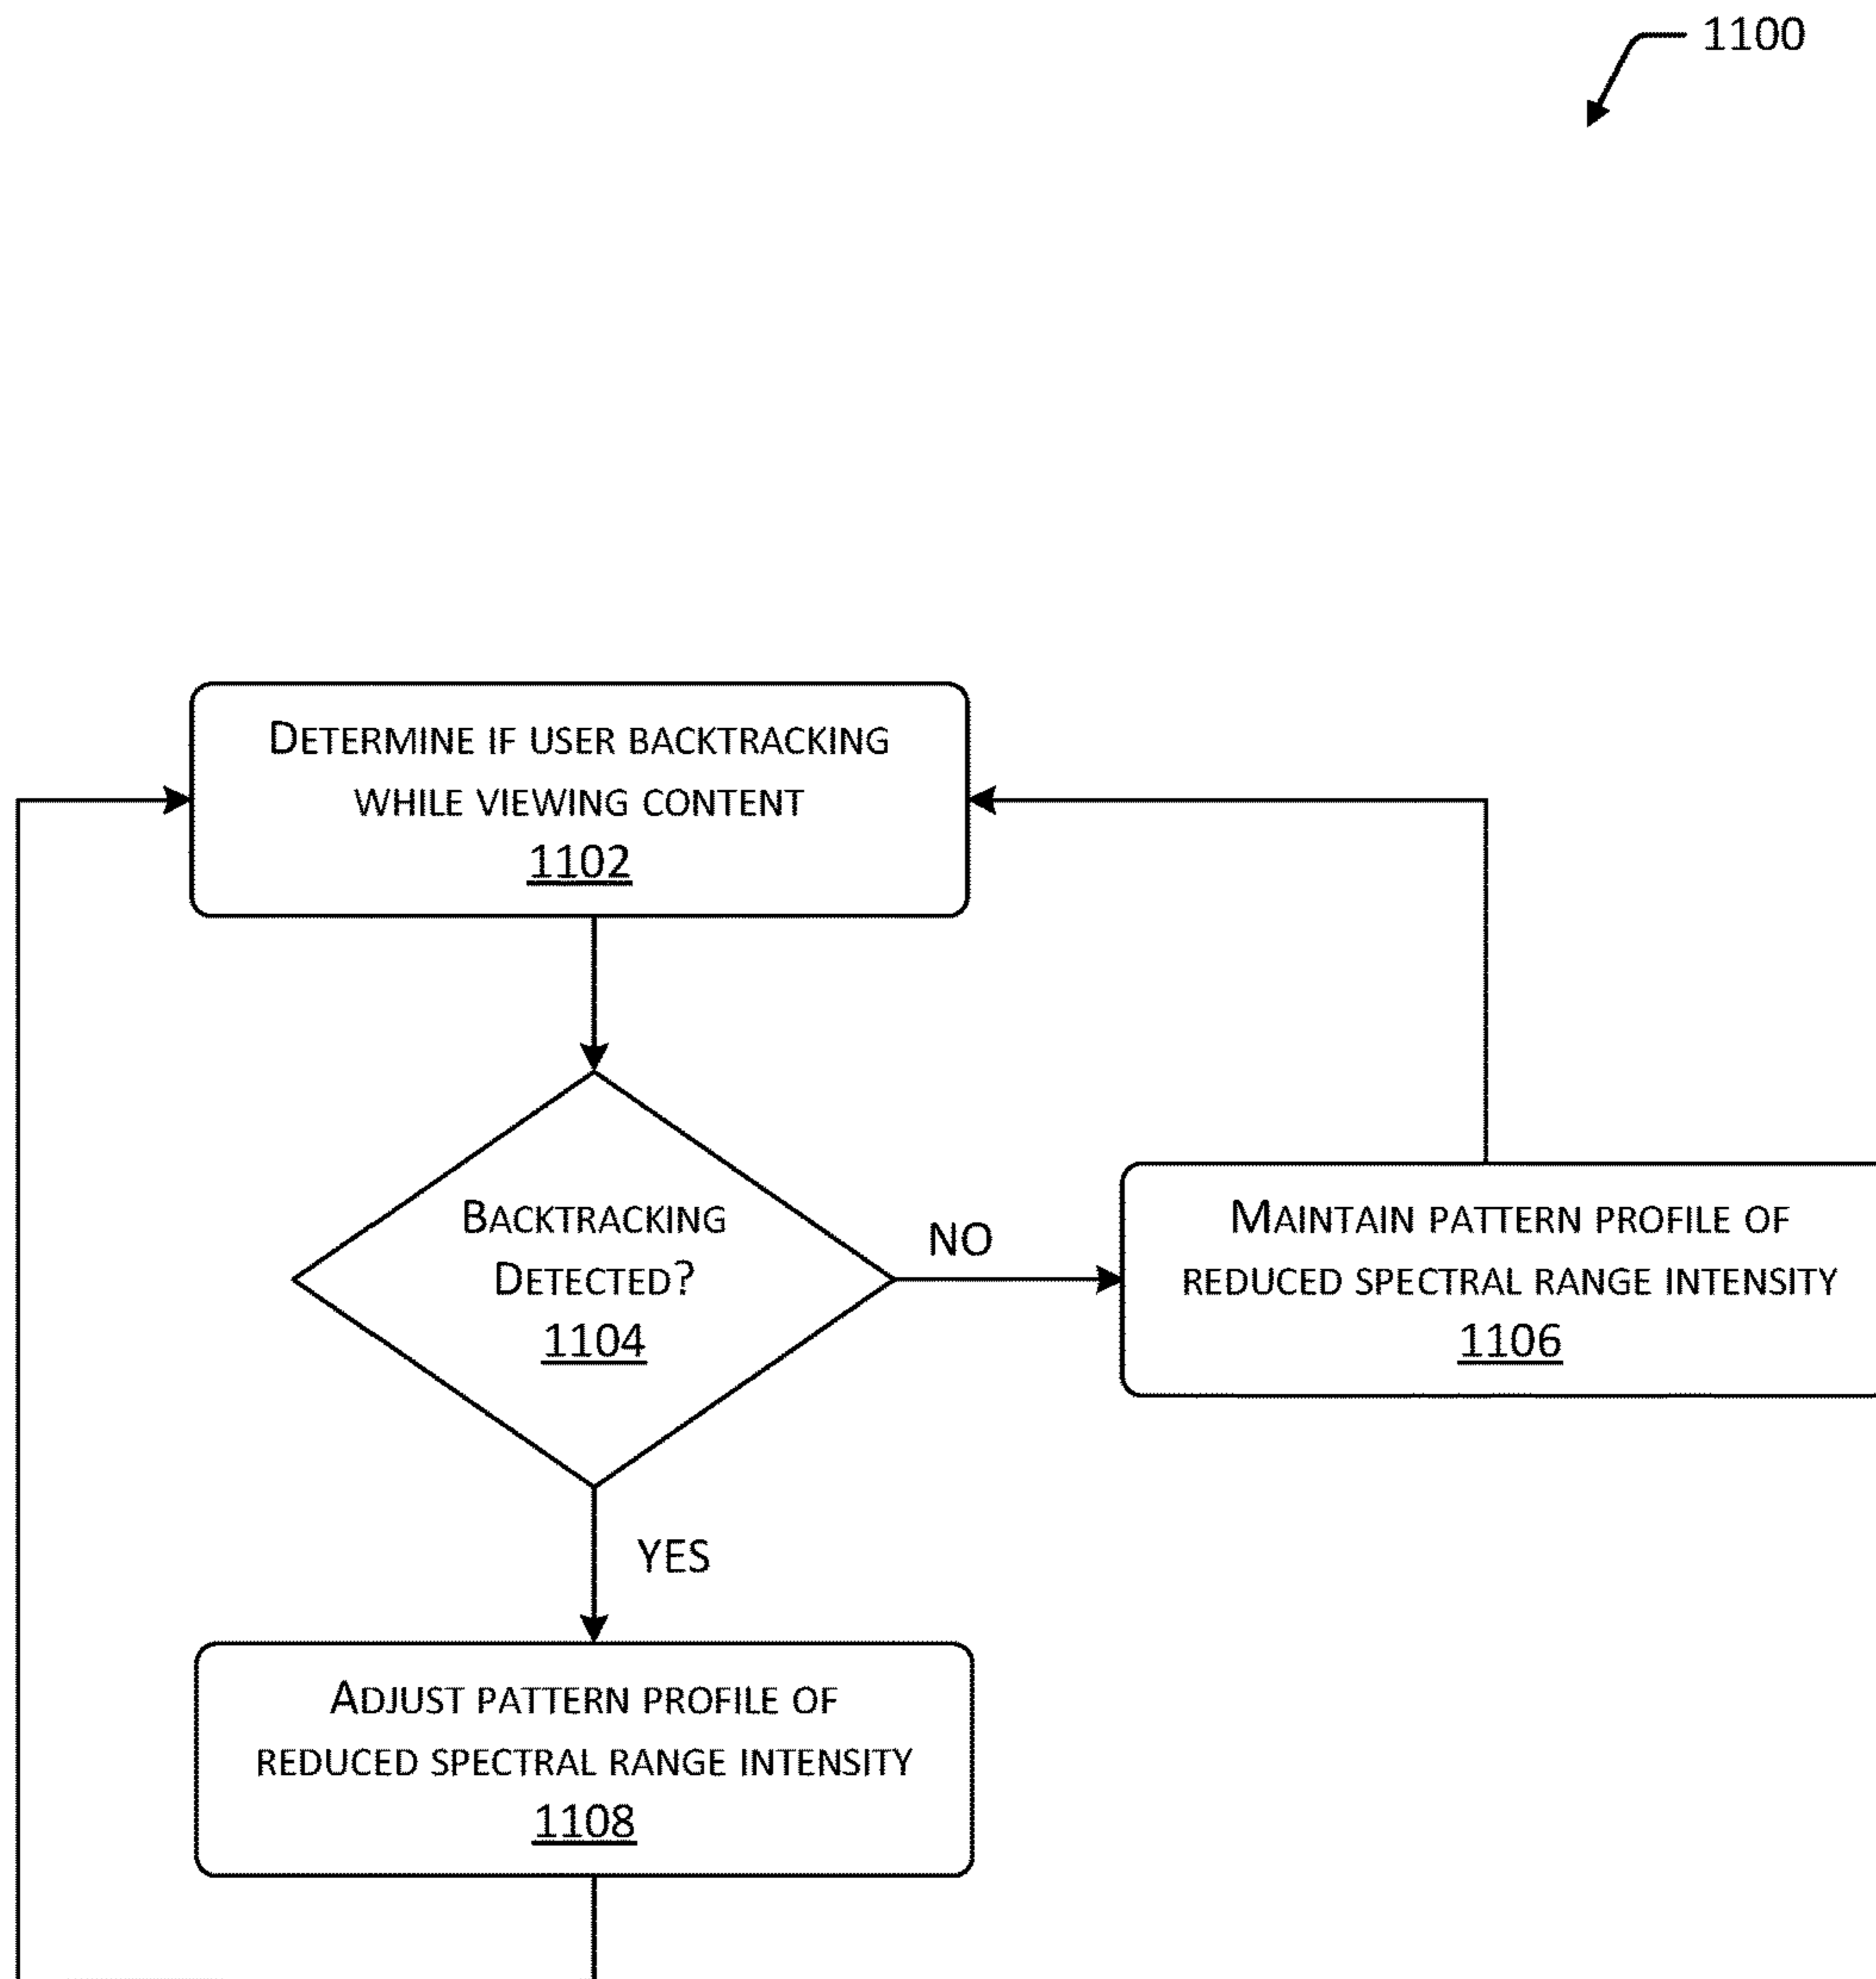 1100
DETERMINE IF USER BACKTRACKING
WHILE VIEWING CONTENT
1102
BACKTRACKING
DETECTED?
1104
NO
MAINTAIN PATTERN PROFILE OF
REDUCED SPECTRAL RANGE INTENSITY
1106
YES
ADJUST PATTERN PROFILE OF
REDUCED SPECTRAL RANGE INTENSITY
1108